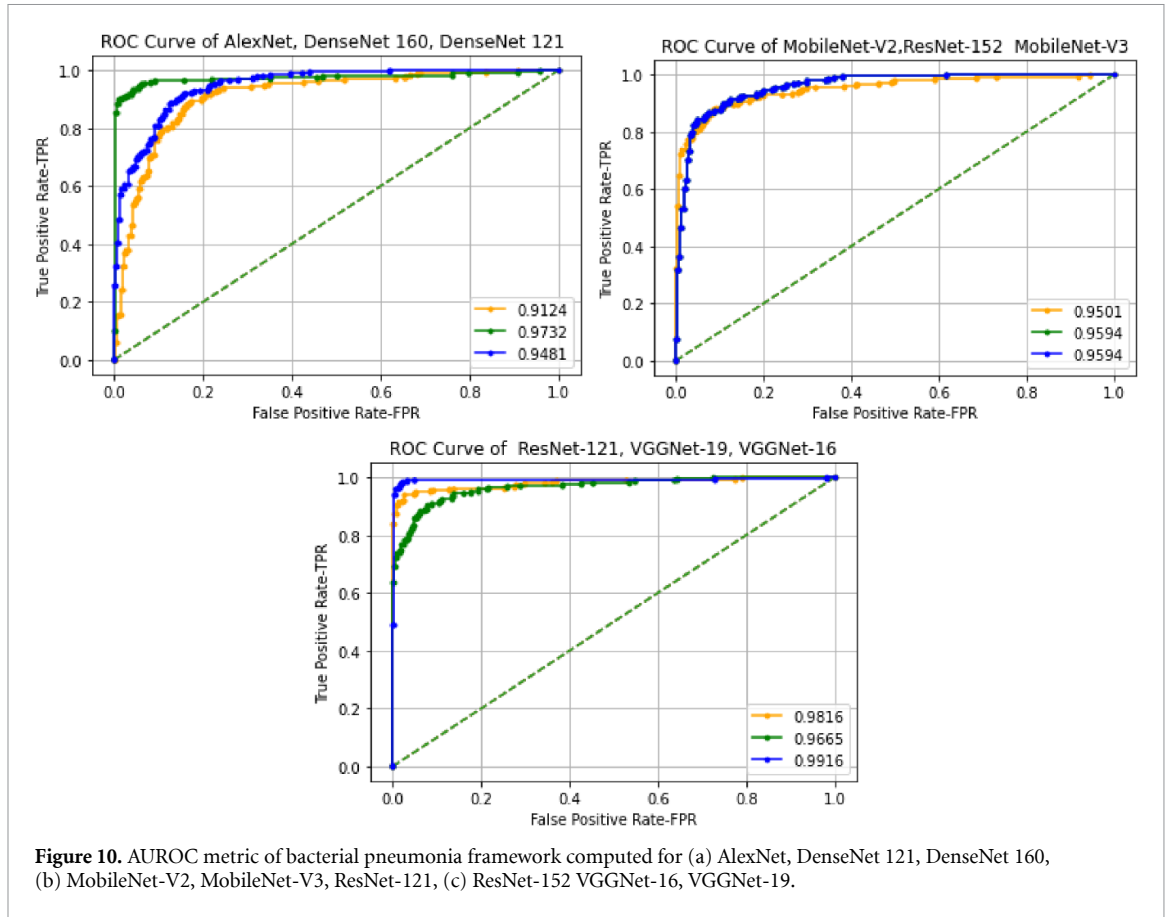 ROC Curve of AlexNet, DenseNet 160, DenseNet 121
True Positive Rate-TPR
1.0
0.8
0.6
0.4
0.2
0.0
0.9124
0.9732
0.9481
0.0 0.2 0.4 0.6 0.8 1.0
False Positive Rate-FPR
ROC Curve of MobileNet-V2,ResNet-152 MobileNet-V3
True Positive Rate-TPR
1.0
0.8
0.6
0.4
0.2
0.0
0.9501
0.9594
0.9594
0.0 0.2 0.4 0.6 0.8 1.0
False Positive Rate-FPR
ROC Curve of ResNet-121, VGGNet-19, VGGNet-16
True Positive Rate-TPR
1.0
0.8
0.6
0.4
0.2
0.0
0.9816
0.9665
0.9916
0.0 0.2 0.4 0.6 0.8 1.0
False Positive Rate-FPR
Figure 10. AUROC metric of bacterial pneumonia framework computed for (a) AlexNet, DenseNet 121, DenseNet 160,
(b) MobileNet-V2, MobileNet-V3, ResNet-121, (c) ResNet-152 VGGNet-16, VGGNet-19.